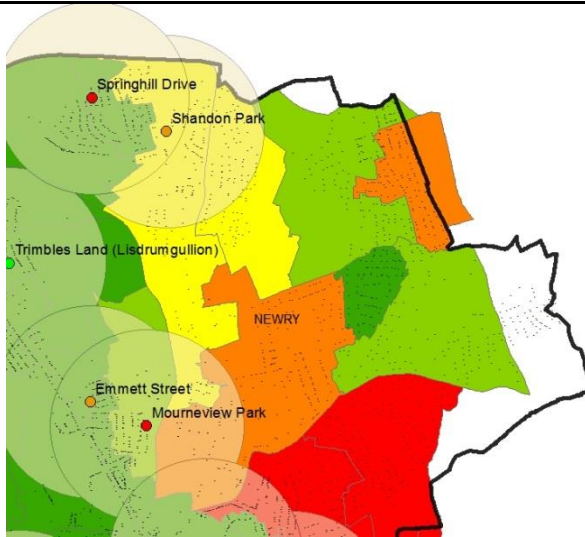 Springhill Drive
Shandon Park
Trimbles Land (Lisdrumgullion)
NEWRY
Emmett Street
Mourneview Park